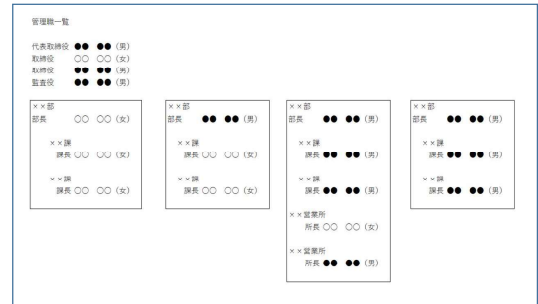 管理職一覧
代表取締役 ●● ●●（男）
取締役 ○○ ○○（女）
取締役 ●● ●●（男）
監査役 ●● ●●（男）
××部
部長 ○○ ○○（女）
××課
課長 ○○ ○○（女）
××課
課長 ○○ ○○（女）
××部
部長 ●● ●●（男）
××課
課長 ○○ ○○（女）
××課
課長 ○○ ○○（女）
××部
部長 ●● ●●（男）
××課
課長 ●● ●●（男）
××課
課長 ●● ●●（男）
××営業所
所長 ○○ ○○（女）
××営業所
所長 ●● ●●（男）
××部
部長 ●● ●●（男）
××課
課長 ●● ●●（男）
××課
課長 ●● ●●（男）